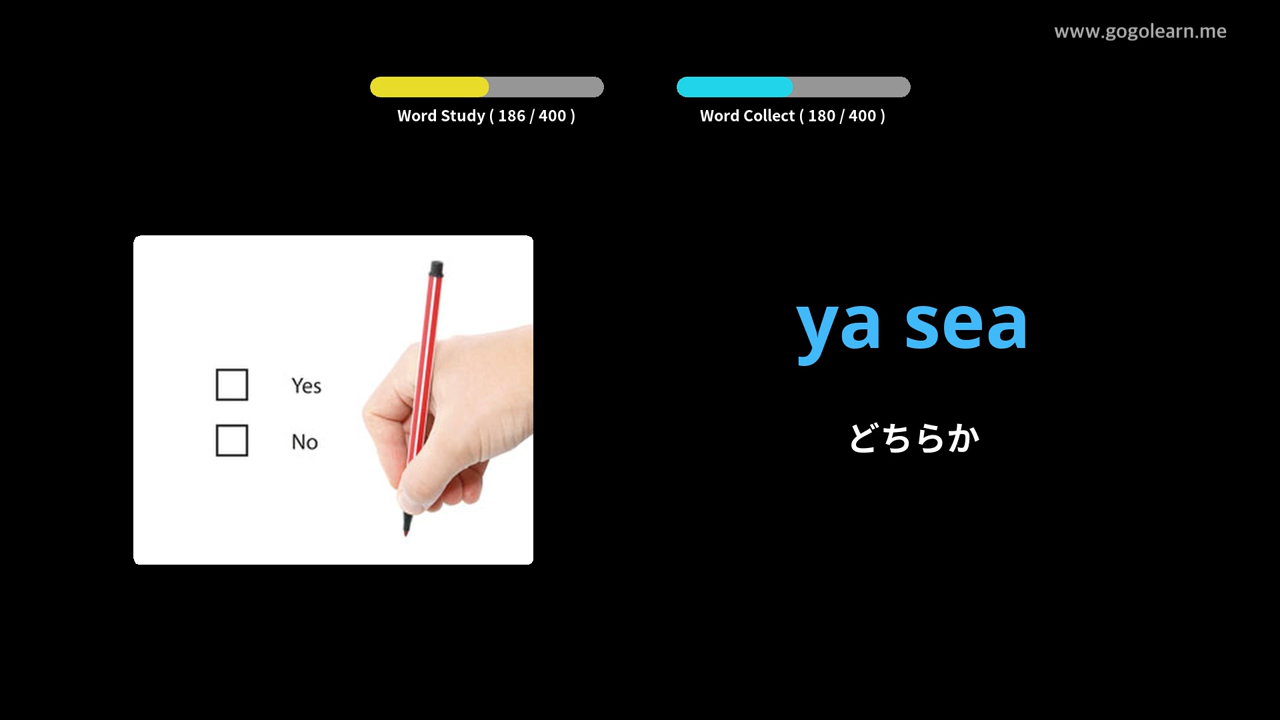 www.gogolearn.me
Word Study ( 186 / 400 )
Word Collect ( 180 / 400 )
Yes
No
ya sea
どちらか